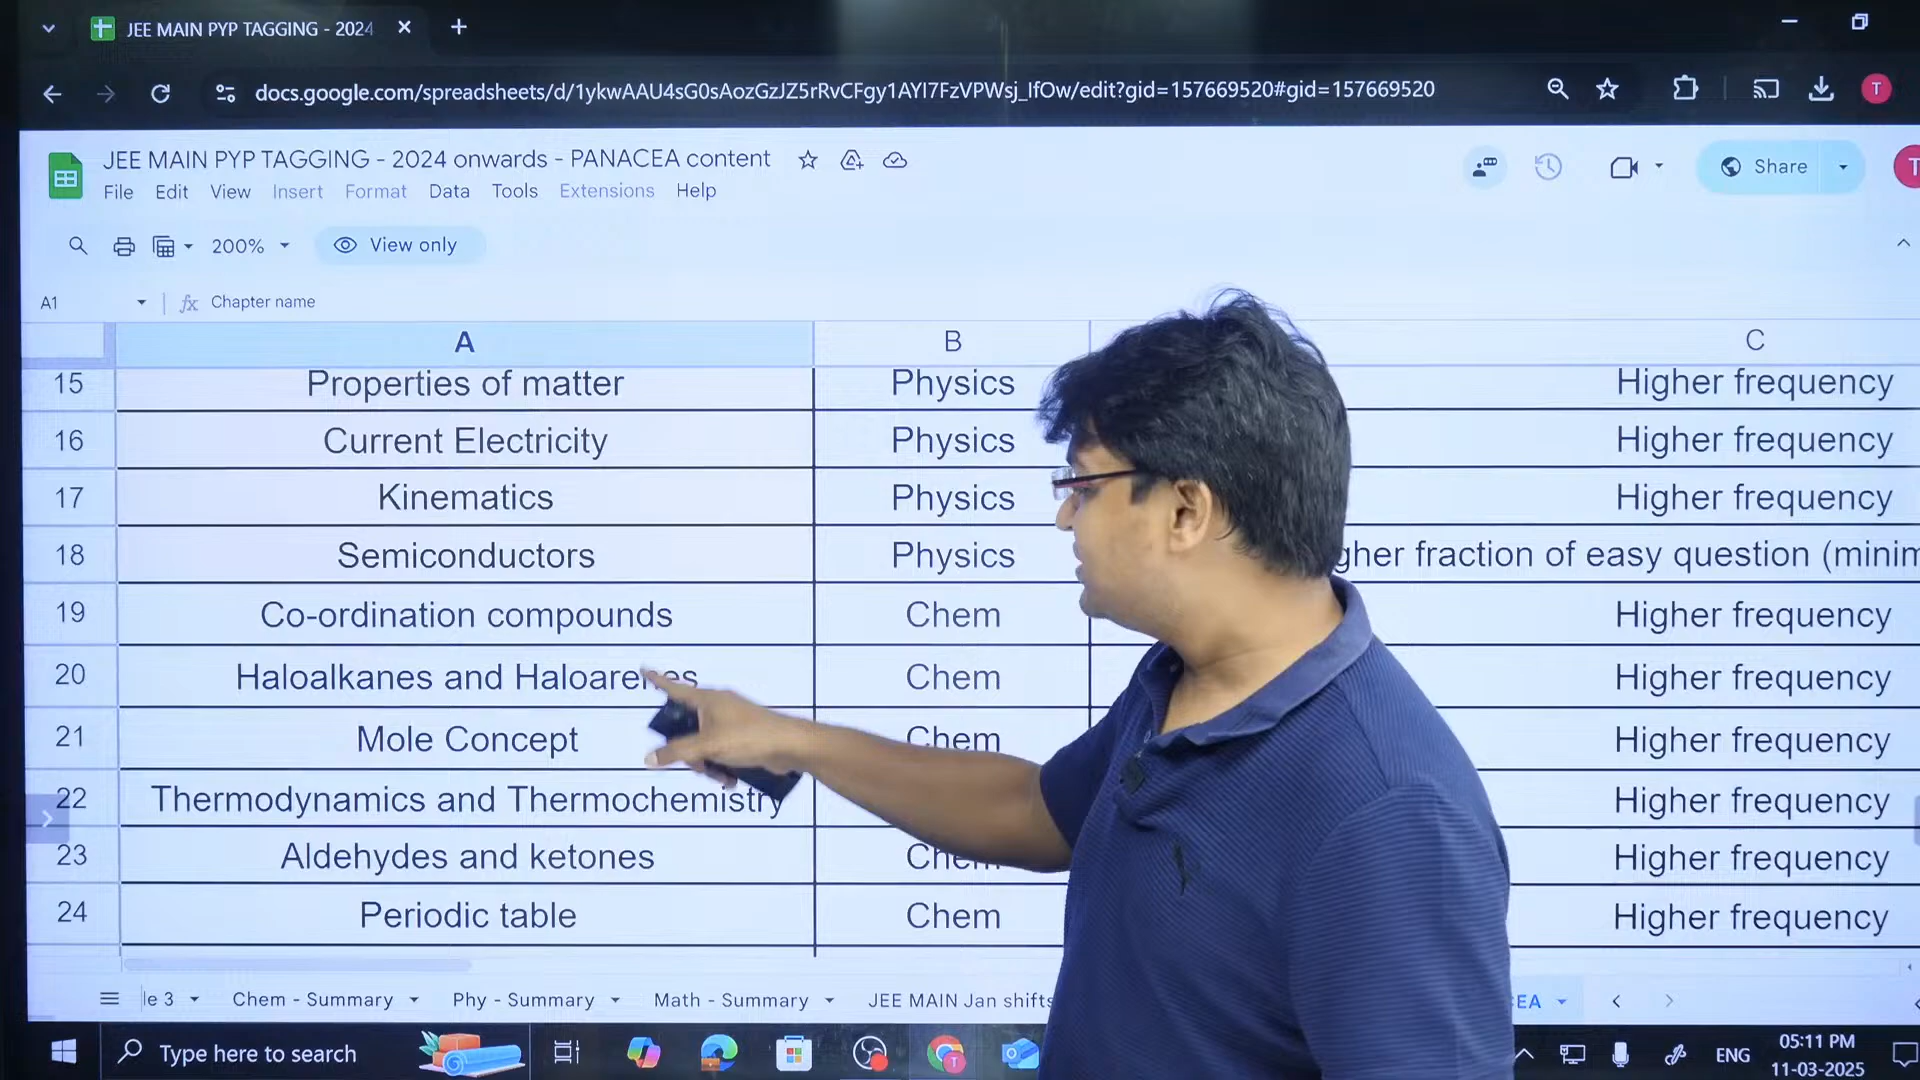 JEE MAIN PYP TAGGING - 2024
docs.google.com/spreadsheets/d/1ykwAAU4sG0sAozGzJZ5rRvCFgy1AYI7FzVPWsj_IfOw/edit?gid=157669520#gid=157669520
T
JEE MAIN PYP TAGGING - 2024 onwards - PANACEA content
File Edit View Insert Format Data Tools Extensions Help
Share
T
200% View only
A1 fx Chapter name
A B C
15 Properties of matter Physics Higher frequency
16 Current Electricity Physics Higher frequency
17 Kinematics Physics Higher frequency
18 Semiconductors Physics gher fraction of easy question (minim
19 Co-ordination compounds Chem Higher frequency
20 Haloalkanes and Haloarenes Chem Higher frequency
21 Mole Concept Chem Higher frequency
22 Thermodynamics and Thermochemistry Higher frequency
23 Aldehydes and ketones Chem Higher frequency
24 Periodic table Chem Higher frequency
le 3 Chem - Summary Phy - Summary Math - Summary JEE MAIN Jan shifts EA
Type here to search
T
ENG
05:11 PM
11-03-2025